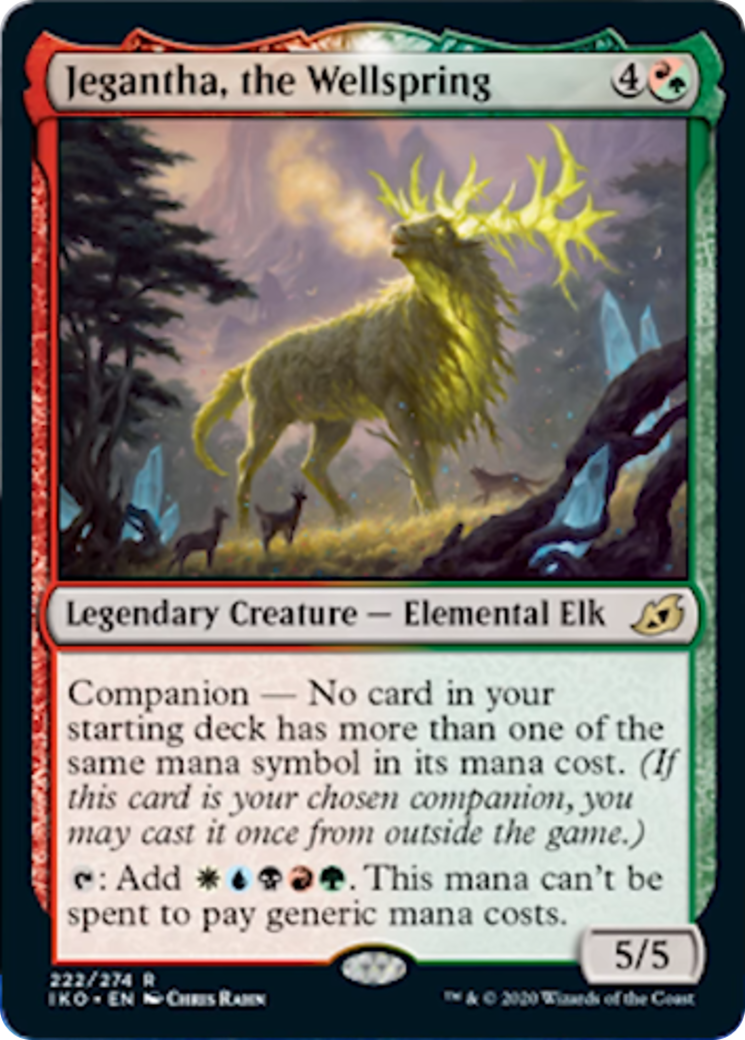 Jegantha, the Wellspring 4
Legendary Creature — Elemental Elk
Companion — No card in your
starting deck has more than one of the
same mana symbol in its mana cost. (If
this card is your chosen companion, you
may cast it once from outside the game.)
: Add . This mana can't be
spent to pay generic mana costs.
5/5
222/274 R
IKO • EN Chris Rahn
™ & © 2020 Wizards of the Coast